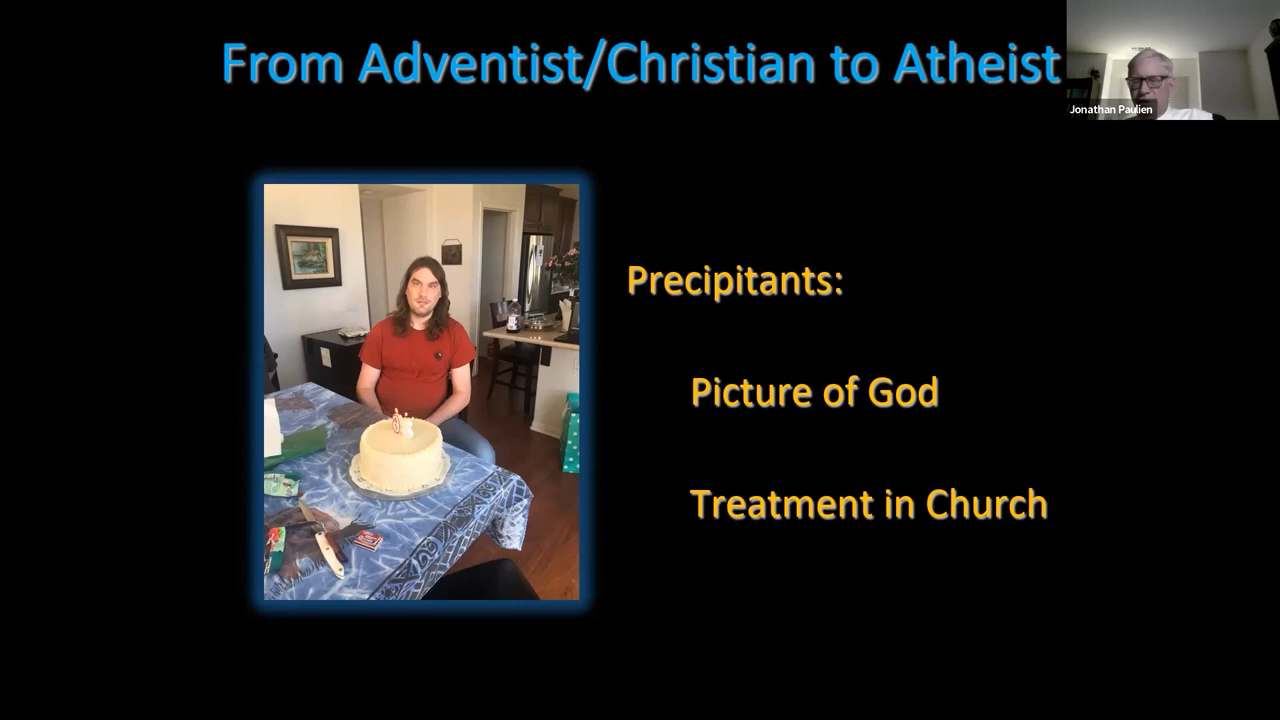 From Adventist/Christian to Atheist
Jonathan Paulien
Precipitants:
Picture of God
Treatment in Church